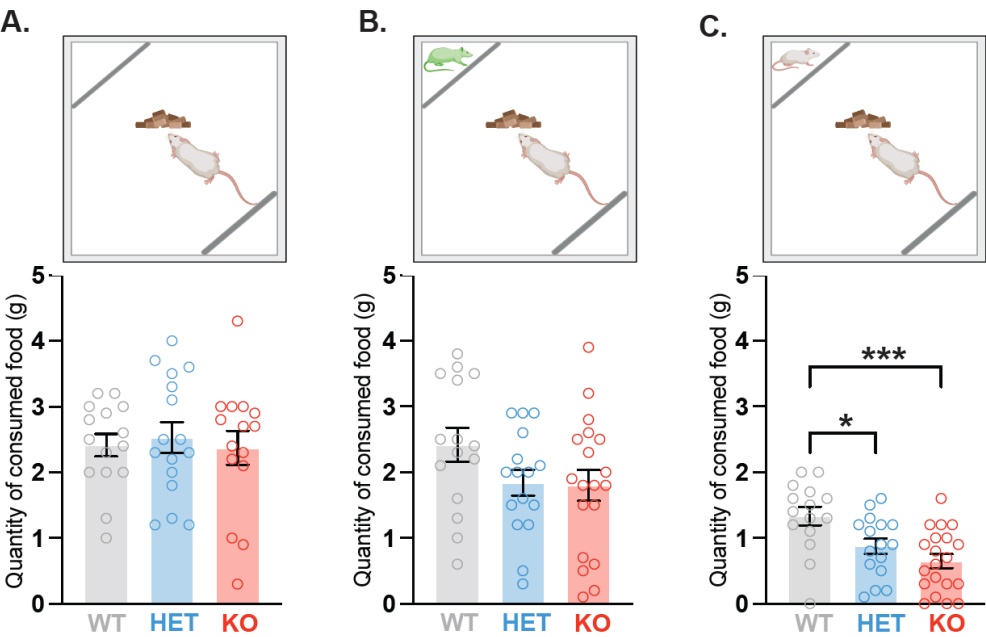 A.
B.
C.
Quantity of consumed food (g)
5
4
3
2
1
0
WT HET KO
Quantity of consumed food (g)
5
4
3
2
1
0
WT HET KO
Quantity of consumed food (g)
5
4
3
2
1
0
***
*
WT HET KO